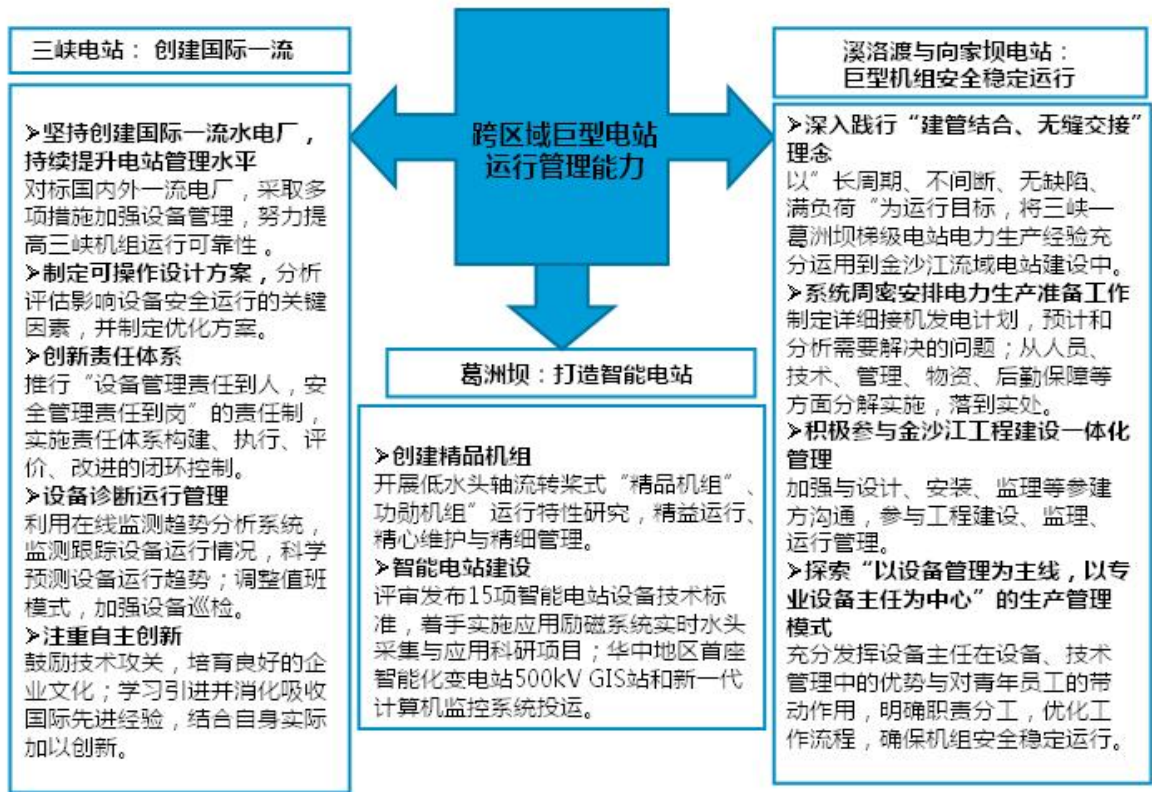 三峡电站：创建国际一流
➢坚持创建国际一流水电厂，
持续提升电站管理水平
对标国内外一流电厂，采取多
项措施加强设备管理，努力提
高三峡机组运行可靠性。
➢制定可操作设计方案，分析
评估影响设备安全运行的关键
因素，并制定优化方案。
➢创新责任体系
推行“设备管理责任到人，安
全管理责任到岗”的责任制，
实施责任体系构建、执行、评
价、改进的闭环控制。
➢设备诊断运行管理
利用在线监测趋势分析系统，
监测跟踪设备运行情况，科学
预测设备运行趋势；调整值班
模式，加强设备巡检。
➢注重自主创新
鼓励技术攻关，培育良好的企
业文化；学习引进并消化吸收
国际先进经验，结合自身实际
加以创新。
跨区域巨型电站
运行管理能力
葛洲坝：打造智能电站
➢创建精品机组
开展低水头轴流转桨式“精品机组”、
功勋机组”运行特性研究，精益运行、
精心维护与精细管理。
➢智能电站建设
评审发布15项智能电站设备技术标
准，着手实施应用励磁系统实时水头
采集与应用科研项目；华中地区首座
智能化变电站500kV GIS站和新一代
计算机监控系统投运。
溪洛渡与向家坝电站：
巨型机组安全稳定运行
➢深入践行“建管结合、无缝交接”
理念
以”长周期、不间断、无缺陷、
满负荷“为运行目标，将三峡—
葛洲坝梯级电站电力生产经验充
分运用到金沙江流域电站建设中。
➢系统周密安排电力生产准备工作
制定详细接机发电计划，预计和
分析需要解决的问题；从人员、
技术、管理、物资、后勤保障等
方面分解实施，落到实处。
➢积极参与金沙江工程建设一体化
管理
加强与设计、安装、监理等参建
方沟通，参与工程建设、监理、
运行管理。
➢探索“以设备管理为主线，以专
业设备主任为中心”的生产管理
模式
充分发挥设备主任在设备、技术
管理中的优势与对青年员工的带
动作用，明确职责分工，优化工
作流程，确保机组安全稳定运行。